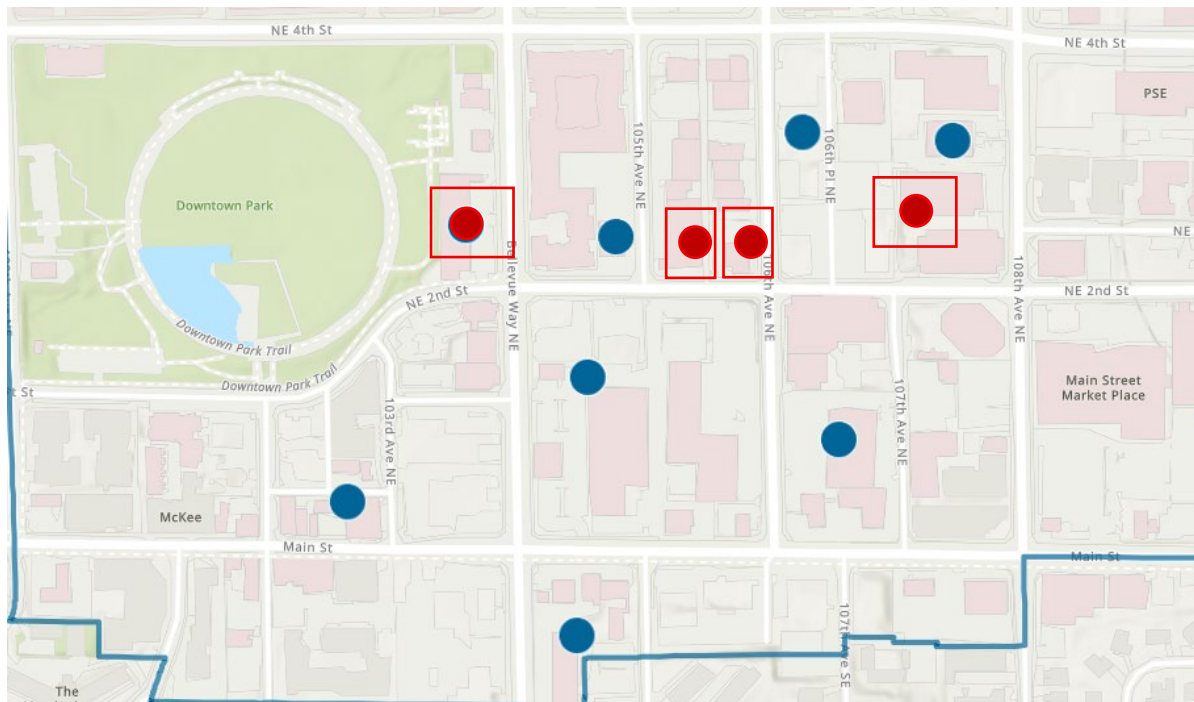 NE 4th St
NE 4th St
PSE
105th Ave NE
106th Pl NE
Downtown Park
NE
Bellevue Way NE
106th Ave NE
108th Ave NE
NE 2nd St
NE 2nd St
Downtown Park Trail
Downtown Park Trail
Main Street
Market Place
103rd Ave NE
107th Ave NE
McKee
Main St
Main St
107th Ave SE
The